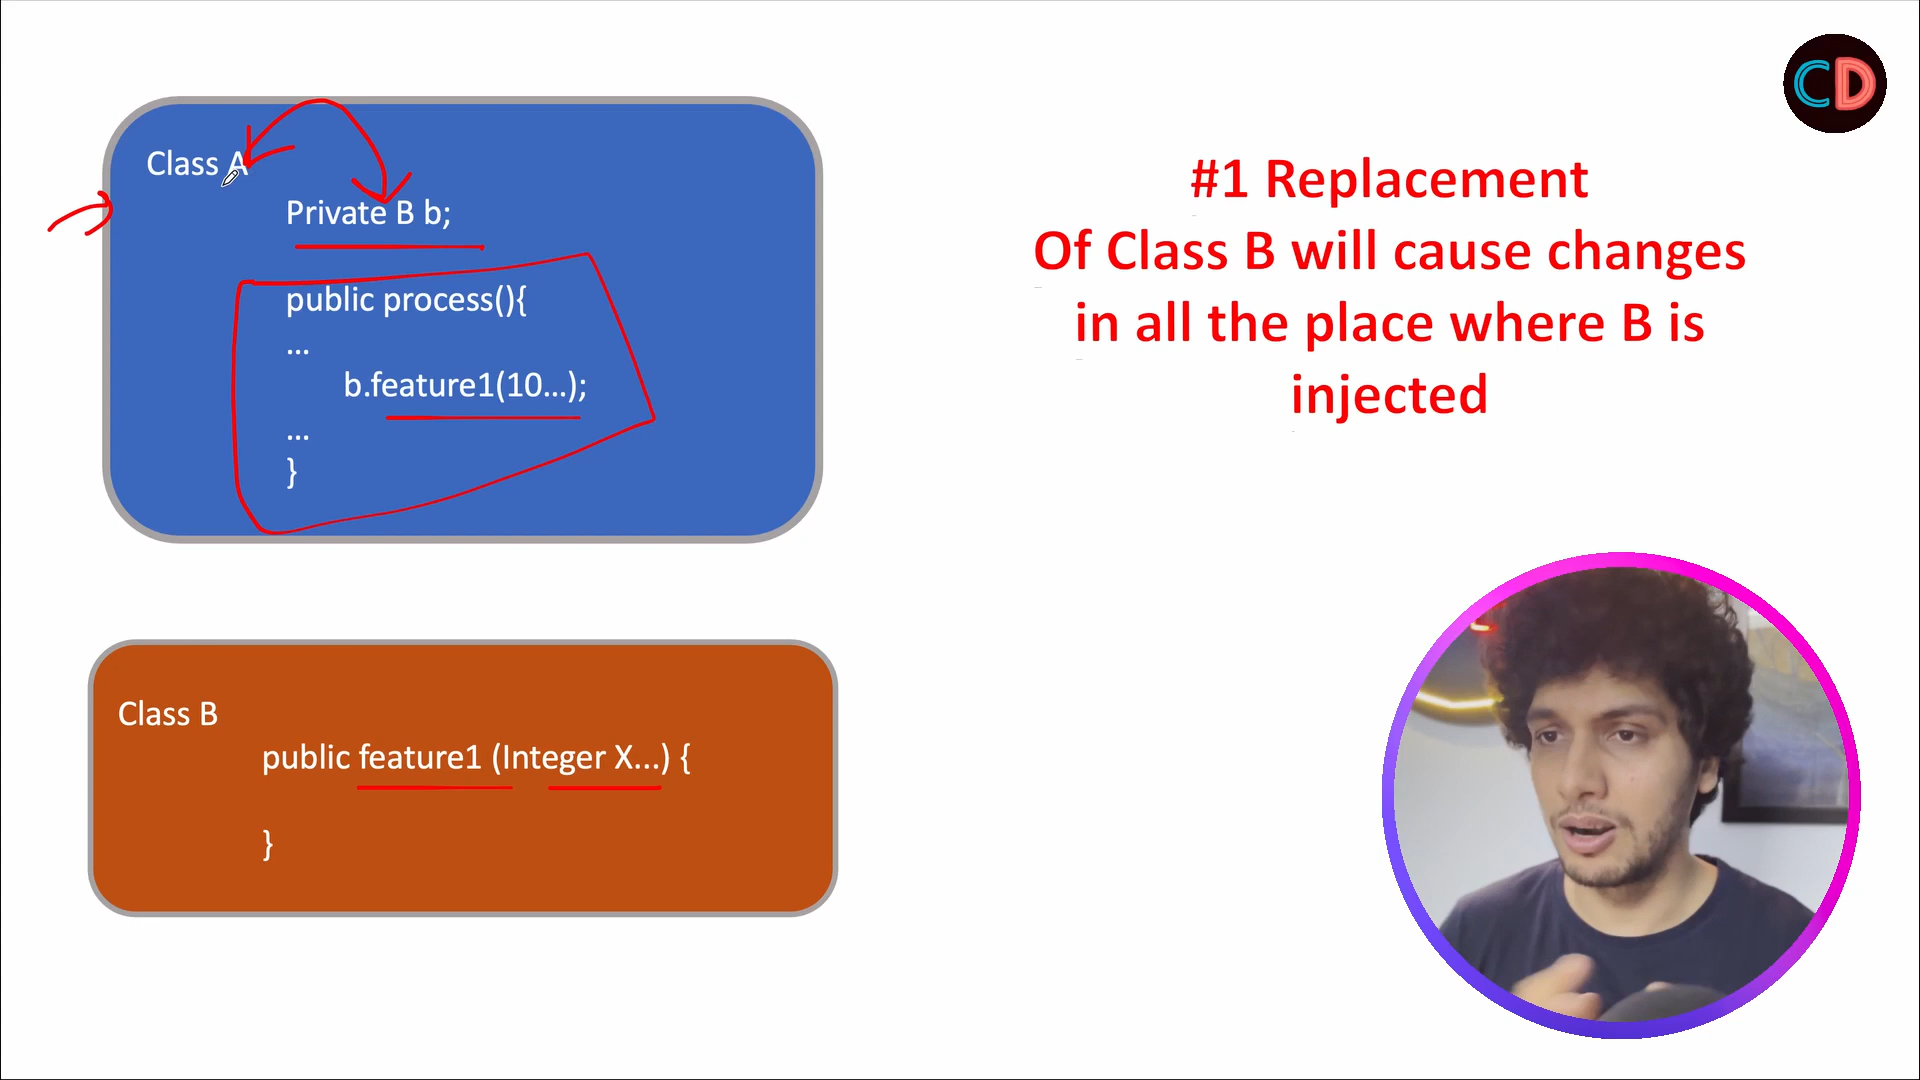 CD
Class A
Private B b;
public process(){
...
b.feature1(10...);
...
}
#1 Replacement
Of Class B will cause changes
in all the place where B is
injected
Class B
public feature1 (Integer X...) {
}